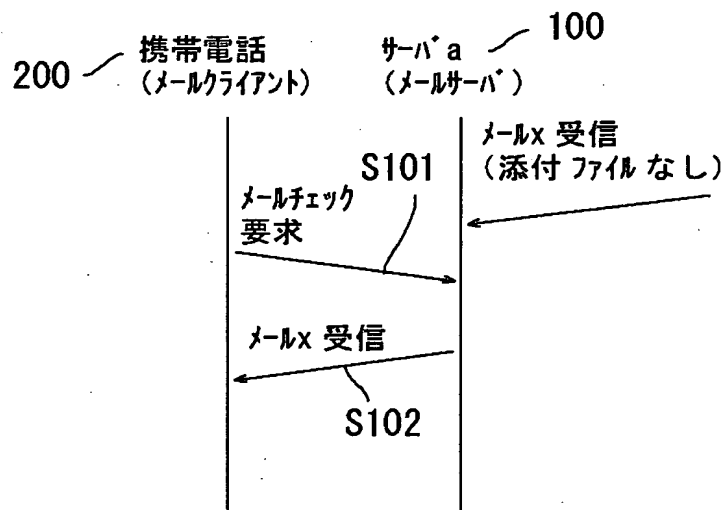 200
携帯電話
(メールクライアント)
サーバa
(メールサーバ)
100
メールx 受信
(添付 ファイル なし)
S101
メールチェック
要求
メールx 受信
S102